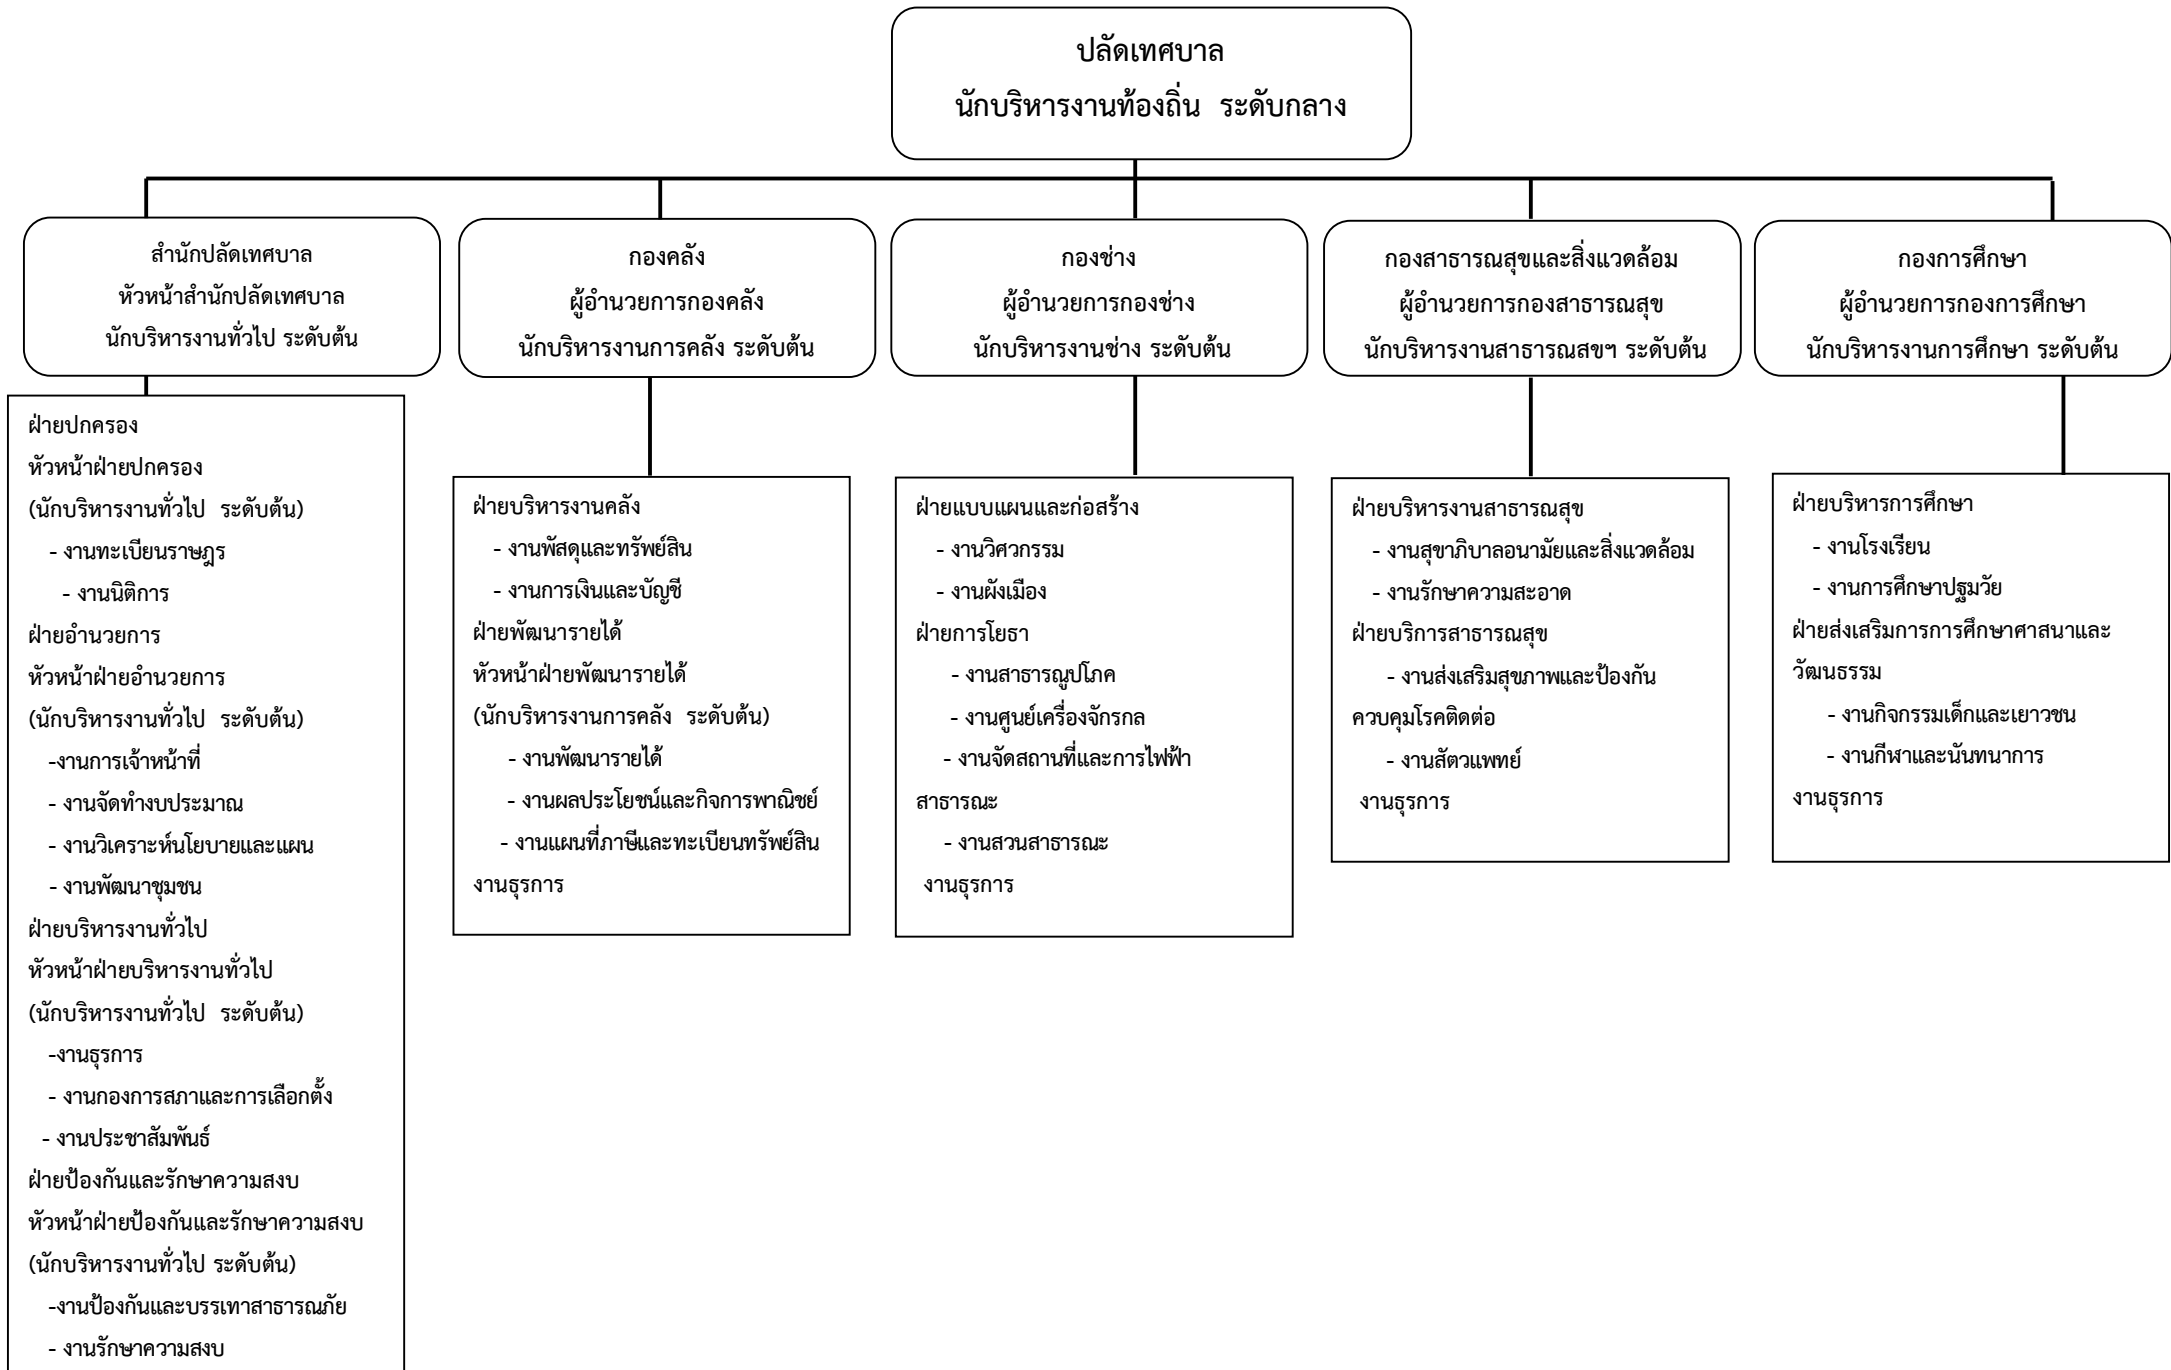 ปลัดเทศบาล
นักบริหารงานท้องถิ่น  ระดับกลาง
สำนักปลัดเทศบาล
หัวหน้าสำนักปลัดเทศบาล
นักบริหารงานทั่วไป ระดับต้น
กองคลัง
ผู้อำนวยการกองคลัง
นักบริหารงานการคลัง ระดับต้น
กองช่าง
ผู้อำนวยการกองช่าง
นักบริหารงานช่าง ระดับต้น
กองสาธารณสุขและสิ่งแวดล้อม
ผู้อำนวยการกองสาธารณสุข
นักบริหารงานสาธารณสขฯ ระดับต้น
กองการศึกษา
ผู้อำนวยการกองการศึกษา
นักบริหารงานการศึกษา ระดับต้น
ฝ่ายปกครอง
หัวหน้าฝ่ายปกครอง
(นักบริหารงานทั่วไป  ระดับต้น)
- งานทะเบียนราษฎร
- งานนิติการ
ฝ่ายอำนวยการ
หัวหน้าฝ่ายอำนวยการ
(นักบริหารงานทั่วไป  ระดับต้น)
-งานการเจ้าหน้าที่
- งานจัดทำงบประมาณ
- งานวิเคราะห์นโยบายและแผน
- งานพัฒนาชุมชน
ฝ่ายบริหารงานทั่วไป
หัวหน้าฝ่ายบริหารงานทั่วไป
(นักบริหารงานทั่วไป  ระดับต้น)
-งานธุรการ
- งานกองการสภาและการเลือกตั้ง
- งานประชาสัมพันธ์
ฝ่ายป้องกันและรักษาความสงบ
หัวหน้าฝ่ายป้องกันและรักษาความสงบ
(นักบริหารงานทั่วไป ระดับต้น)
-งานป้องกันและบรรเทาสาธารณภัย
- งานรักษาความสงบ
ฝ่ายบริหารงานคลัง
- งานพัสดุและทรัพย์สิน
- งานการเงินและบัญชี
ฝ่ายพัฒนารายได้
หัวหน้าฝ่ายพัฒนารายได้
(นักบริหารงานการคลัง  ระดับต้น)
- งานพัฒนารายได้
- งานผลประโยชน์และกิจการพาณิชย์
- งานแผนที่ภาษีและทะเบียนทรัพย์สิน
งานธุรการ
ฝ่ายแบบแผนและก่อสร้าง
- งานวิศวกรรม
- งานผังเมือง
ฝ่ายการโยธา
- งานสาธารณูปโภค
- งานศูนย์เครื่องจักรกล
- งานจัดสถานที่และการไฟฟ้า
สาธารณะ
- งานสวนสาธารณะ
งานธุรการ
ฝ่ายบริหารงานสาธารณสุข
- งานสุขาภิบาลอนามัยและสิ่งแวดล้อม
- งานรักษาความสะอาด
ฝ่ายบริการสาธารณสุข
- งานส่งเสริมสุขภาพและป้องกัน
ควบคุมโรคติดต่อ
- งานสัตวแพทย์
งานธุรการ
ฝ่ายบริหารการศึกษา
- งานโรงเรียน
- งานการศึกษาปฐมวัย
ฝ่ายส่งเสริมการการศึกษาศาสนาและ
วัฒนธรรม
- งานกิจกรรมเด็กและเยาวชน
- งานกีฬาและนันทนาการ
งานธุรการ